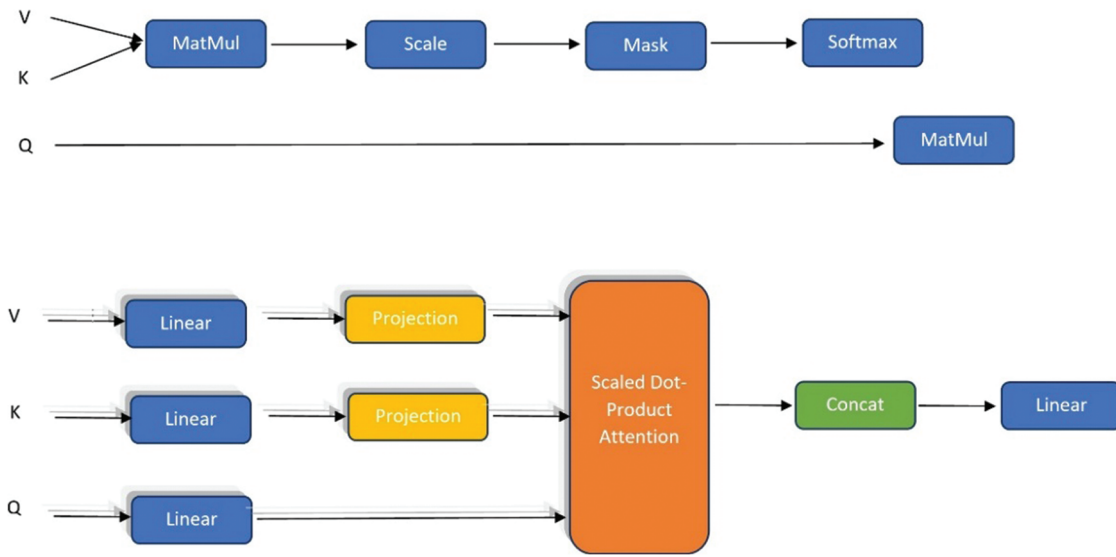 V
MatMul
Scale
Mask
Softmax
K
Q
MatMul
V
Linear
Projection
K
Linear
Projection
Scaled Dot-
Product
Attention
Concat
Linear
Q
Linear